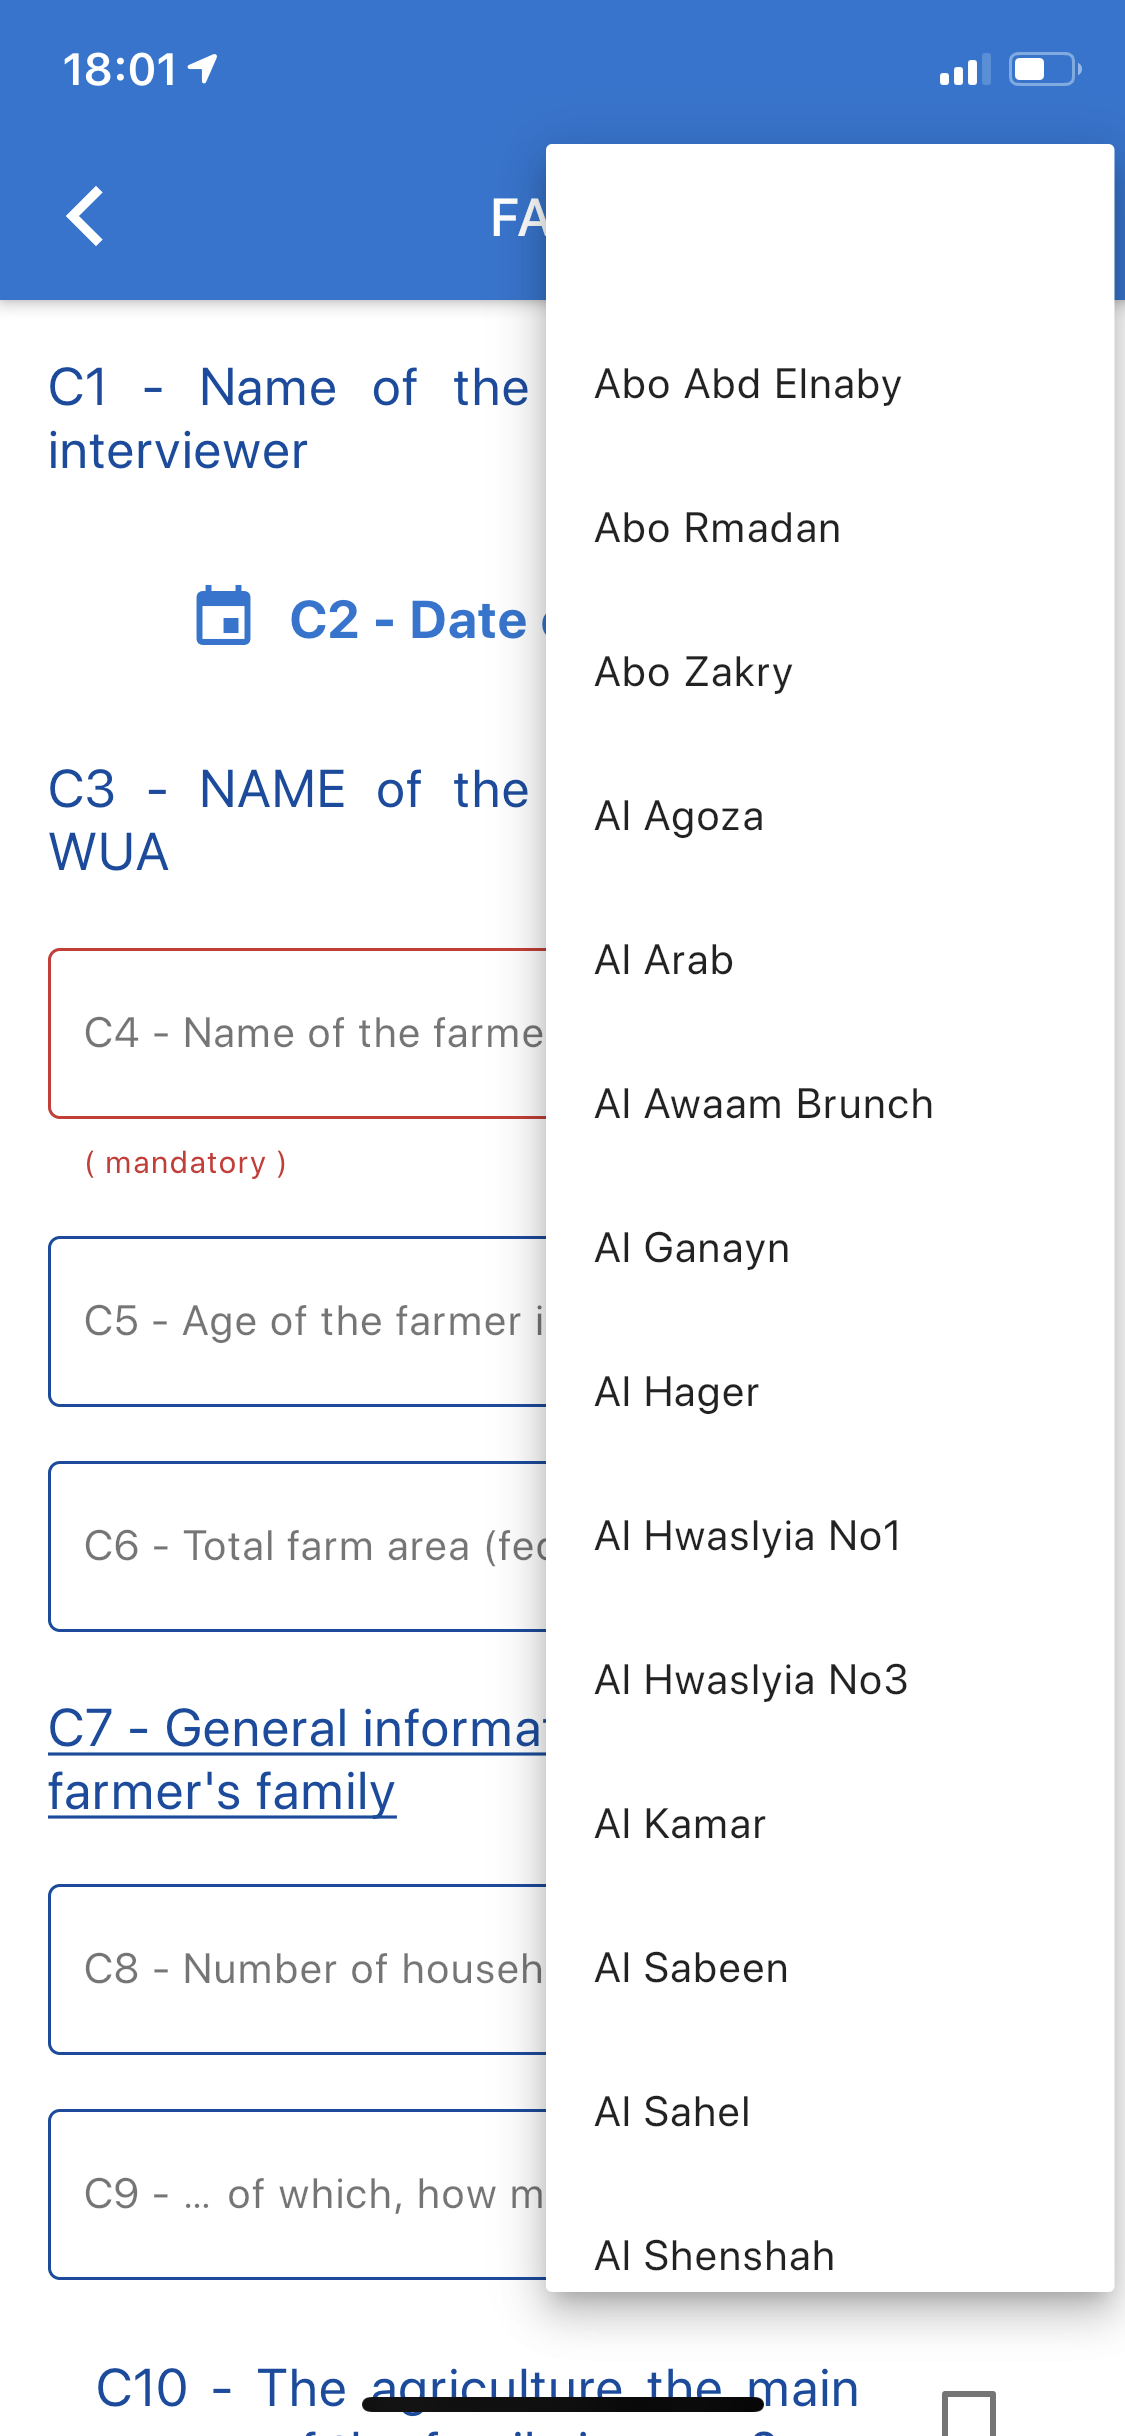 18:01
FA
C1 - Name of the
interviewer
C2 - Date
C3 - NAME of the
WUA
C4 - Name of the farme
( mandatory )
C5 - Age of the farmer i
C6 - Total farm area (fe
C7 - General informa
farmer's family
C8 - Number of househ
C9 - ... of which, how m
C10 - The agriculture the main
Abo Abd Elnaby
Abo Rmadan
Abo Zakry
Al Agoza
Al Arab
Al Awaam Brunch
Al Ganayn
Al Hager
Al Hwaslyia No1
Al Hwaslyia No3
Al Kamar
Al Sabeen
Al Sahel
Al Shenshah